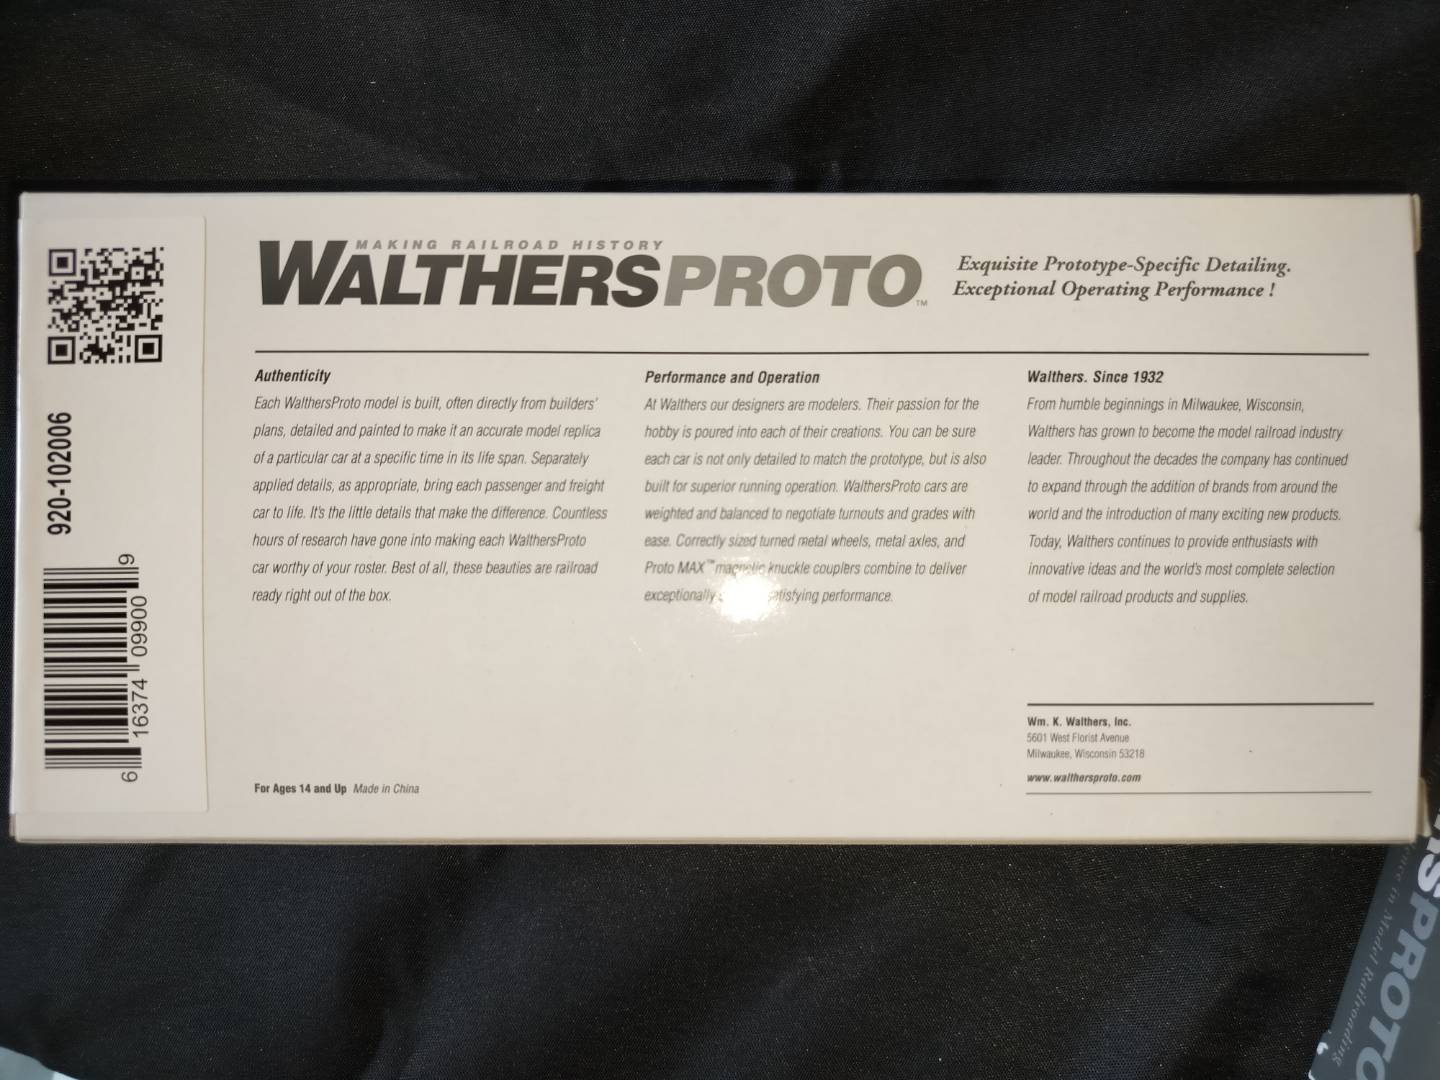 MAKING RAILROAD HISTORY
WALTHERSPROTO™
Exquisite Prototype-Specific Detailing.
Exceptional Operating Performance !
920-102006
6 16374 09900 9
Authenticity
Each WalthersProto model is built, often directly from builders'
plans, detailed and painted to make it an accurate model replica
of a particular car at a specific time in its life span. Separately
applied details, as appropriate, bring each passenger and freight
car to life. It's the little details that make the difference. Countless
hours of research have gone into making each WalthersProto
car worthy of your roster. Best of all, these beauties are railroad
ready right out of the box.
Performance and Operation
At Walthers our designers are modelers. Their passion for the
hobby is poured into each of their creations. You can be sure
each car is not only detailed to match the prototype, but is also
built for superior running operation. WalthersProto cars are
weighted and balanced to negotiate turnouts and grades with
ease. Correctly sized turned metal wheels, metal axles, and
Proto MAX™ magnetic knuckle couplers combine to deliver
exceptionally performance.
Walthers. Since 1932
From humble beginnings in Milwaukee, Wisconsin,
Walthers has grown to become the model railroad industry
leader. Throughout the decades the company has continued
to expand through the addition of brands from around the
world and the introduction of many exciting new products.
Today, Walthers continues to provide enthusiasts with
innovative ideas and the world's most complete selection
of model railroad products and supplies.
Wm. K. Walthers, Inc.
5601 West Florist Avenue
Milwaukee, Wisconsin 53218
www.walthersproto.com
For Ages 14 and Up Made in China
RSPROTO
in Model Railroading